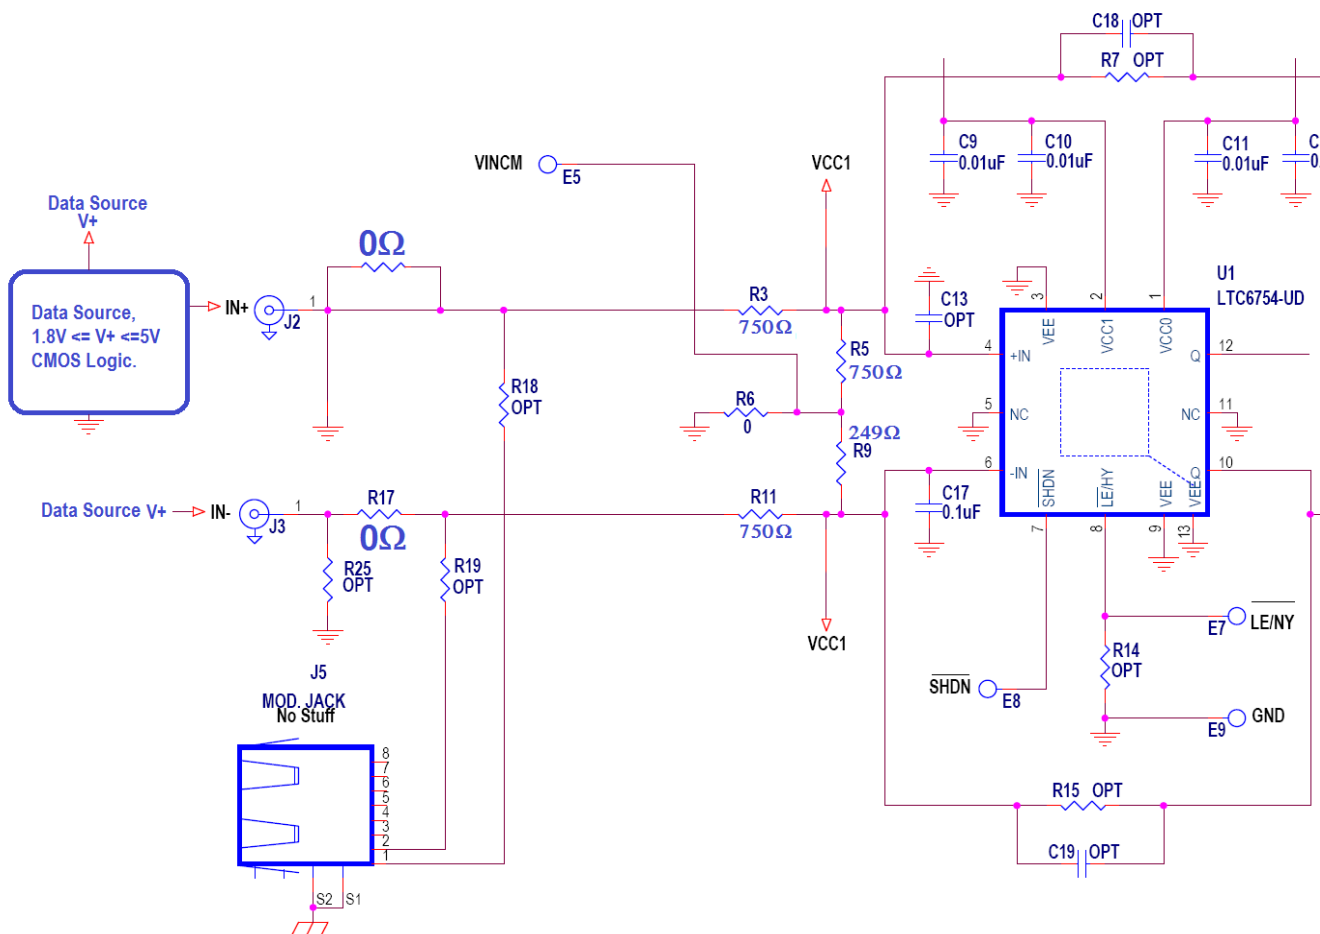 C18 OPT
R7 OPT
C9
0.01uF
C10
0.01uF
C11
0.01uF
C
0.
VINCM
E5
VCC1
Data Source
V+
0Ω
Data Source,
1.8V <= V+ <=5V
CMOS Logic.
IN+
J2
1
R3
750Ω
R5
750Ω
C13
OPT
U1
LTC6754-UD
3
2
1
VEE
VCC1
VCC0
4
+IN
Q
12
R18
OPT
R6
0
249Ω
R9
5
NC
NC
11
6
-IN
Q
10
SHDN
LE/HY
VEE
VEE
7
8
9
13
Data Source V+
IN-
J3
1
R17
0Ω
R11
750Ω
C17
0.1uF
R25
OPT
R19
OPT
VCC1
E7
LE/NY
R14
OPT
SHDN
E8
E9
GND
J5
MOD. JACK
No Stuff
8
7
6
5
4
3
2
1
S2
S1
R15 OPT
C19 OPT